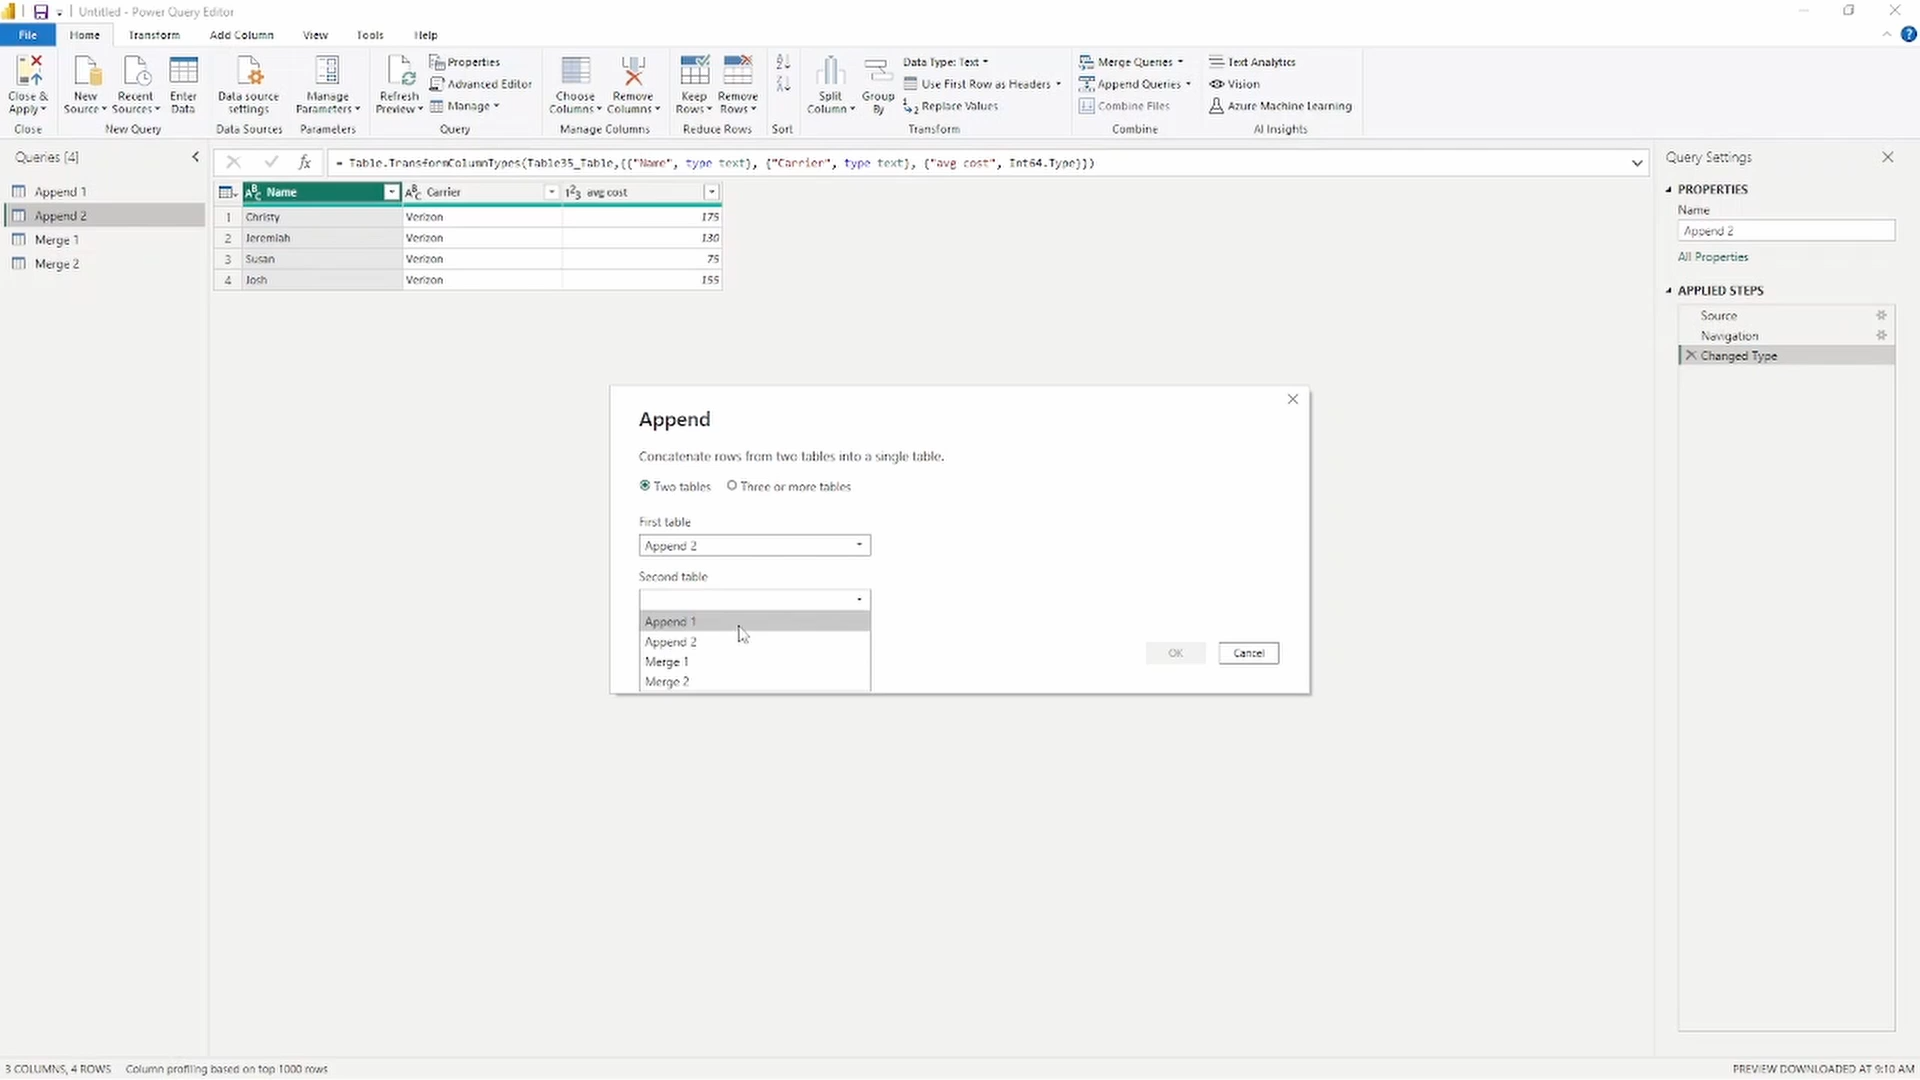 Untitled - Power Query Editor
File Home Transform Add Column View Tools Help
Close & Apply
Close
New Source
Recent Sources
Enter Data
New Query
Data source settings
Data Sources
Manage Parameters
Parameters
Refresh Preview
Properties
Advanced Editor
Manage
Query
Choose Columns
Remove Columns
Manage Columns
Keep Rows
Remove Rows
Reduce Rows
Sort
Split Column
Group By
Data Type: Text
Use First Row as Headers
Replace Values
Transform
Merge Queries
Append Queries
Combine Files
Combine
Text Analytics
Vision
Azure Machine Learning
AI Insights
Queries [4]
Append 1
Append 2
Merge 1
Merge 2
fx = Table.TransformColumnTypes(Table35_Table,{{"Name", type text}, {"Carrier", type text}, {"avg cost", Int64.Type}})
Name Carrier avg cost
1 Christy Verizon 175
2 Jeremiah Verizon 130
3 Susan Verizon 75
4 Josh Verizon 155
Append
Concatenate rows from two tables into a single table.
Two tables Three or more tables
First table
Append 2
Second table
Append 1
Append 2
Merge 1
Merge 2
OK Cancel
Query Settings
PROPERTIES
Name
Append 2
All Properties
APPLIED STEPS
Source
Navigation
Changed Type
3 COLUMNS, 4 ROWS Column profiling based on top 1000 rows
PREVIEW DOWNLOADED AT 9:10 AM